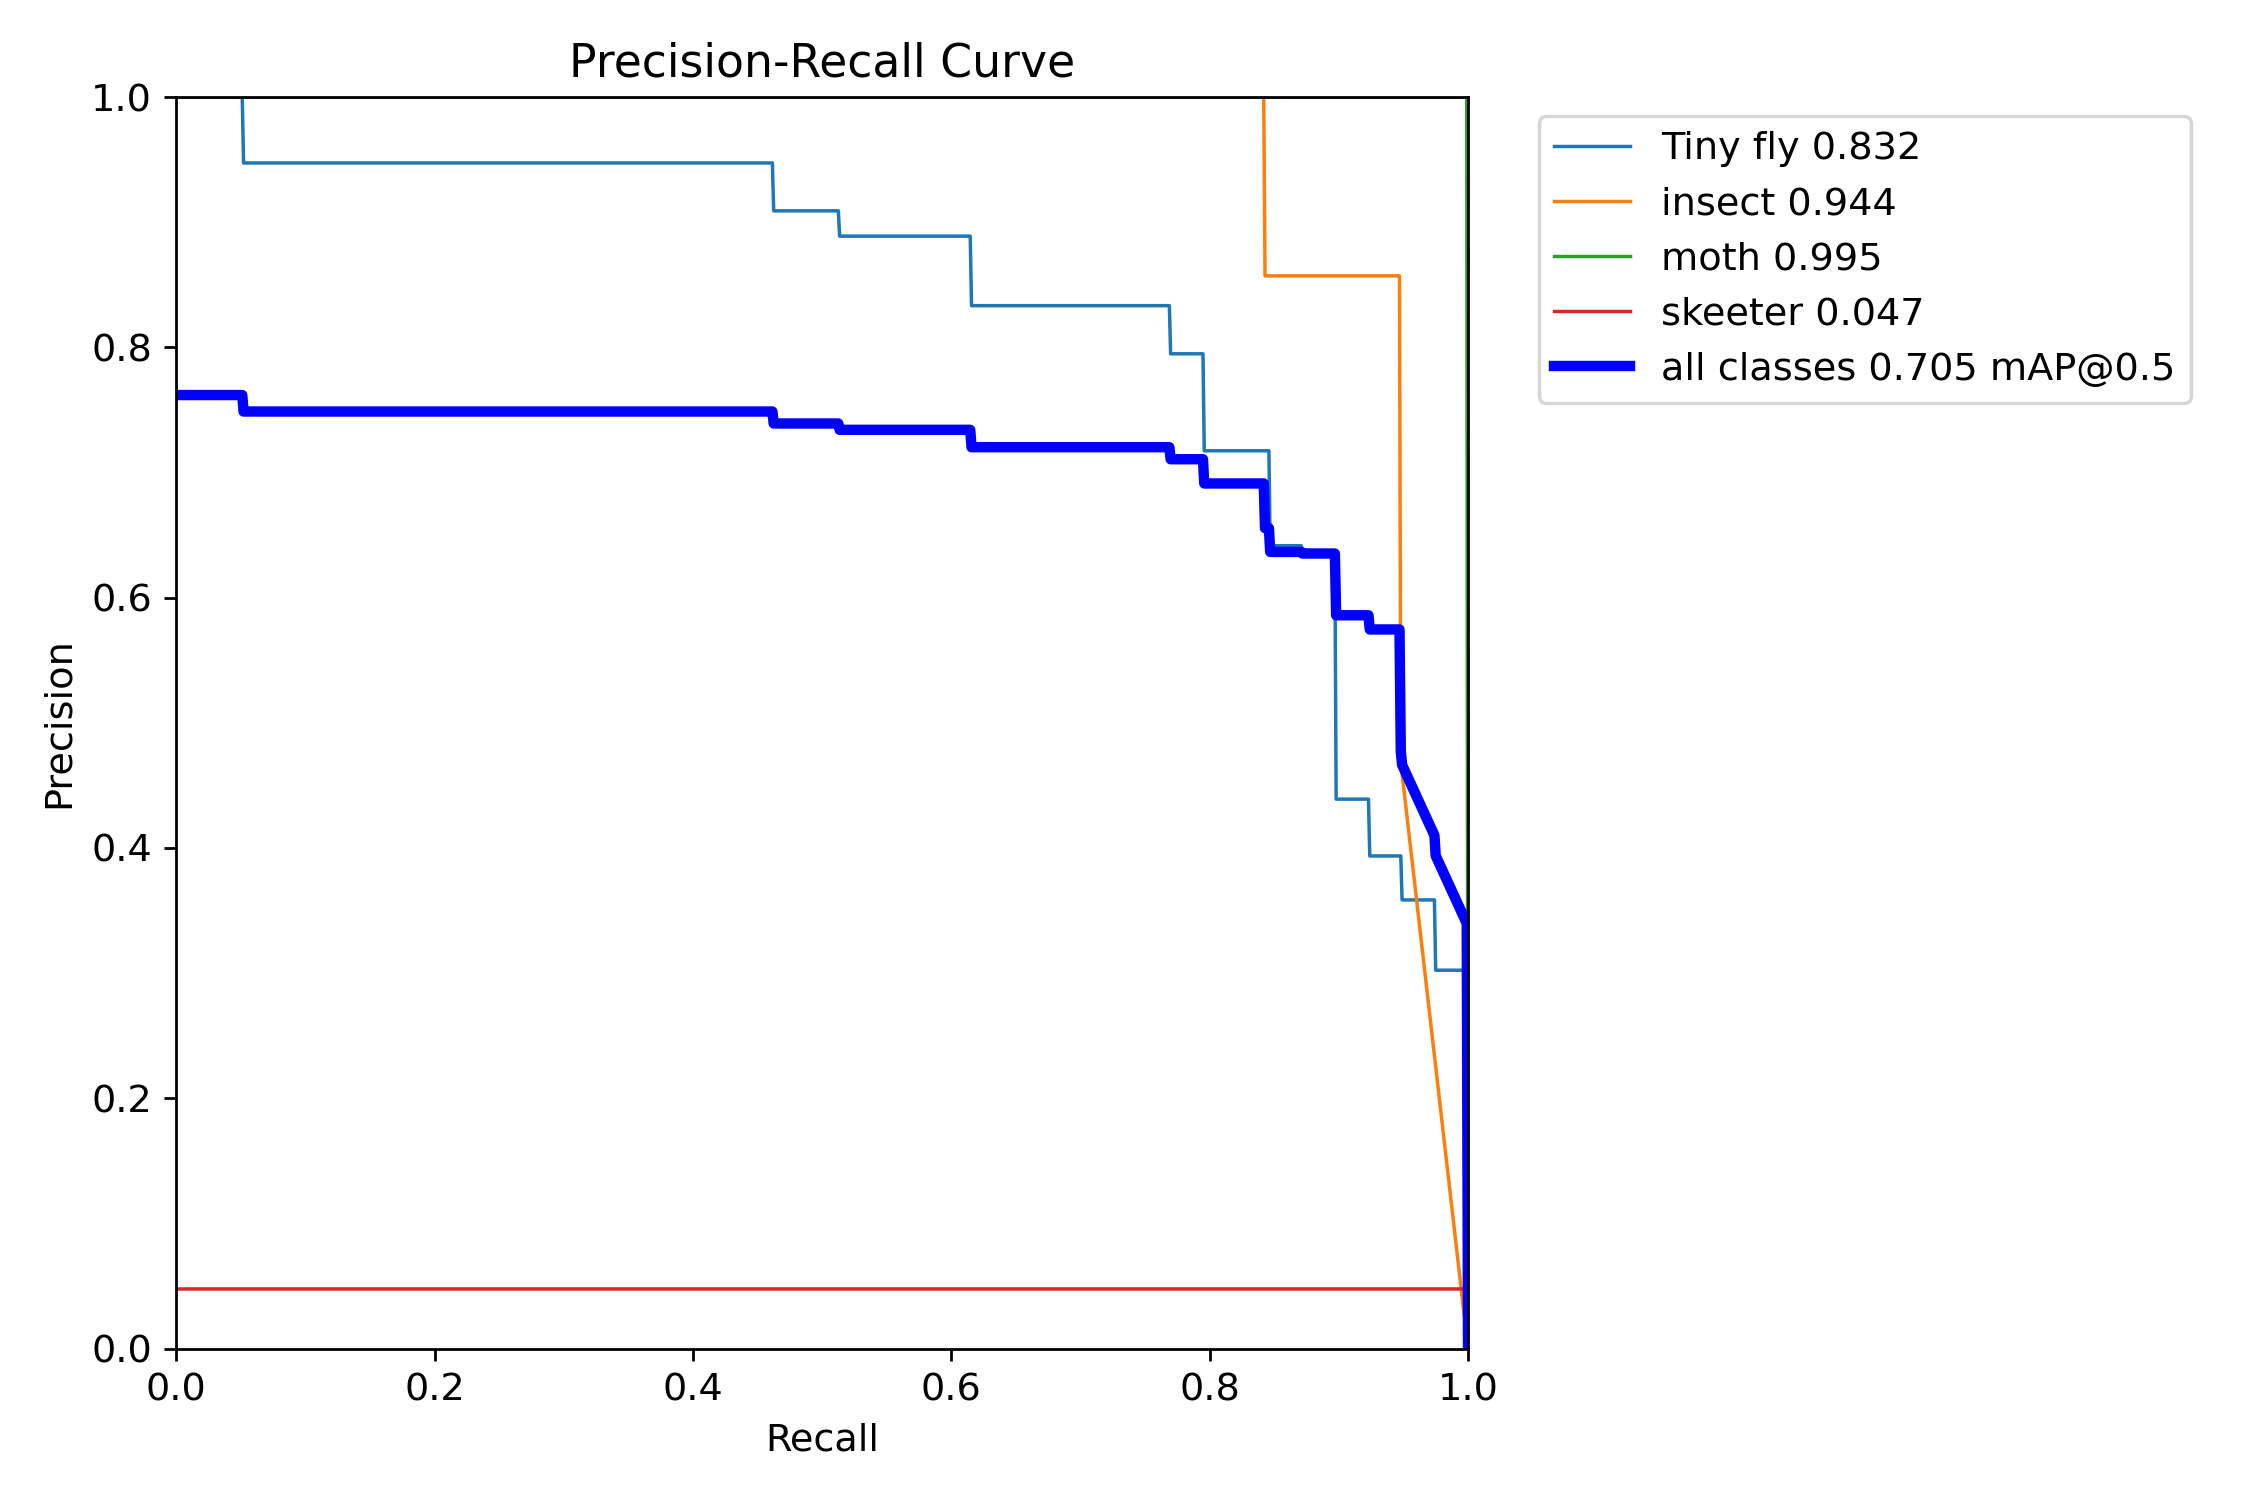 Precision-Recall Curve
1.0
0.8
0.6
0.4
0.2
0.0
Precision
0.0 0.2 0.4 0.6 0.8 1.0
Recall
Tiny fly 0.832
insect 0.944
moth 0.995
skeeter 0.047
all classes 0.705 mAP@0.5